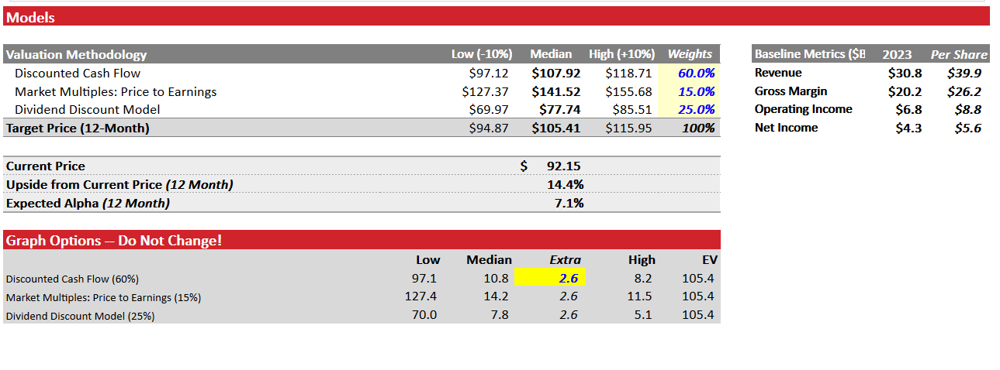 Models
Valuation Methodology Low (-10%) Median High (+10%) Weights
Discounted Cash Flow $97.12 $107.92 $118.71 60.0%
Market Multiples: Price to Earnings $127.37 $141.52 $155.68 15.0%
Dividend Discount Model $69.97 $77.74 $85.51 25.0%
Target Price (12-Month) $94.87 $105.41 $115.95 100%
Baseline Metrics ($B 2023 Per Share
Revenue $30.8 $39.9
Gross Margin $20.2 $26.2
Operating Income $6.8 $8.8
Net Income $4.3 $5.6
Current Price $ 92.15
Upside from Current Price (12 Month) 14.4%
Expected Alpha (12 Month) 7.1%
Graph Options -- Do Not Change!
Low Median Extra High EV
Discounted Cash Flow (60%) 97.1 10.8 2.6 8.2 105.4
Market Multiples: Price to Earnings (15%) 127.4 14.2 2.6 11.5 105.4
Dividend Discount Model (25%) 70.0 7.8 2.6 5.1 105.4